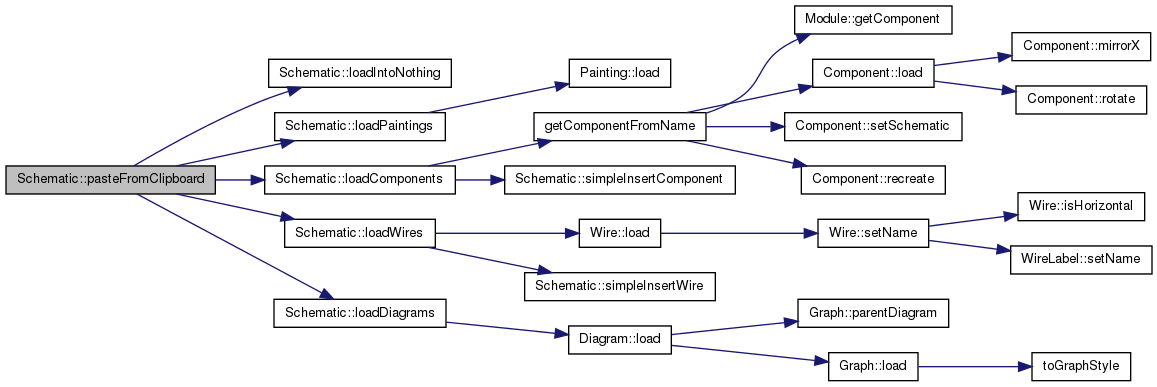 Module::getComponent
Component::mirrorX
Schematic::loadIntoNothing
Painting::load
Component::load
Component::rotate
Schematic::loadPaintings
getComponentFromName
Component::setSchematic
Schematic::pasteFromClipboard
Schematic::loadComponents
Schematic::simpleInsertComponent
Component::recreate
Wire::isHorizontal
Schematic::loadWires
Wire::load
Wire::setName
WireLabel::setName
Schematic::simpleInsertWire
Schematic::loadDiagrams
Graph::parentDiagram
Diagram::load
Graph::load
toGraphStyle